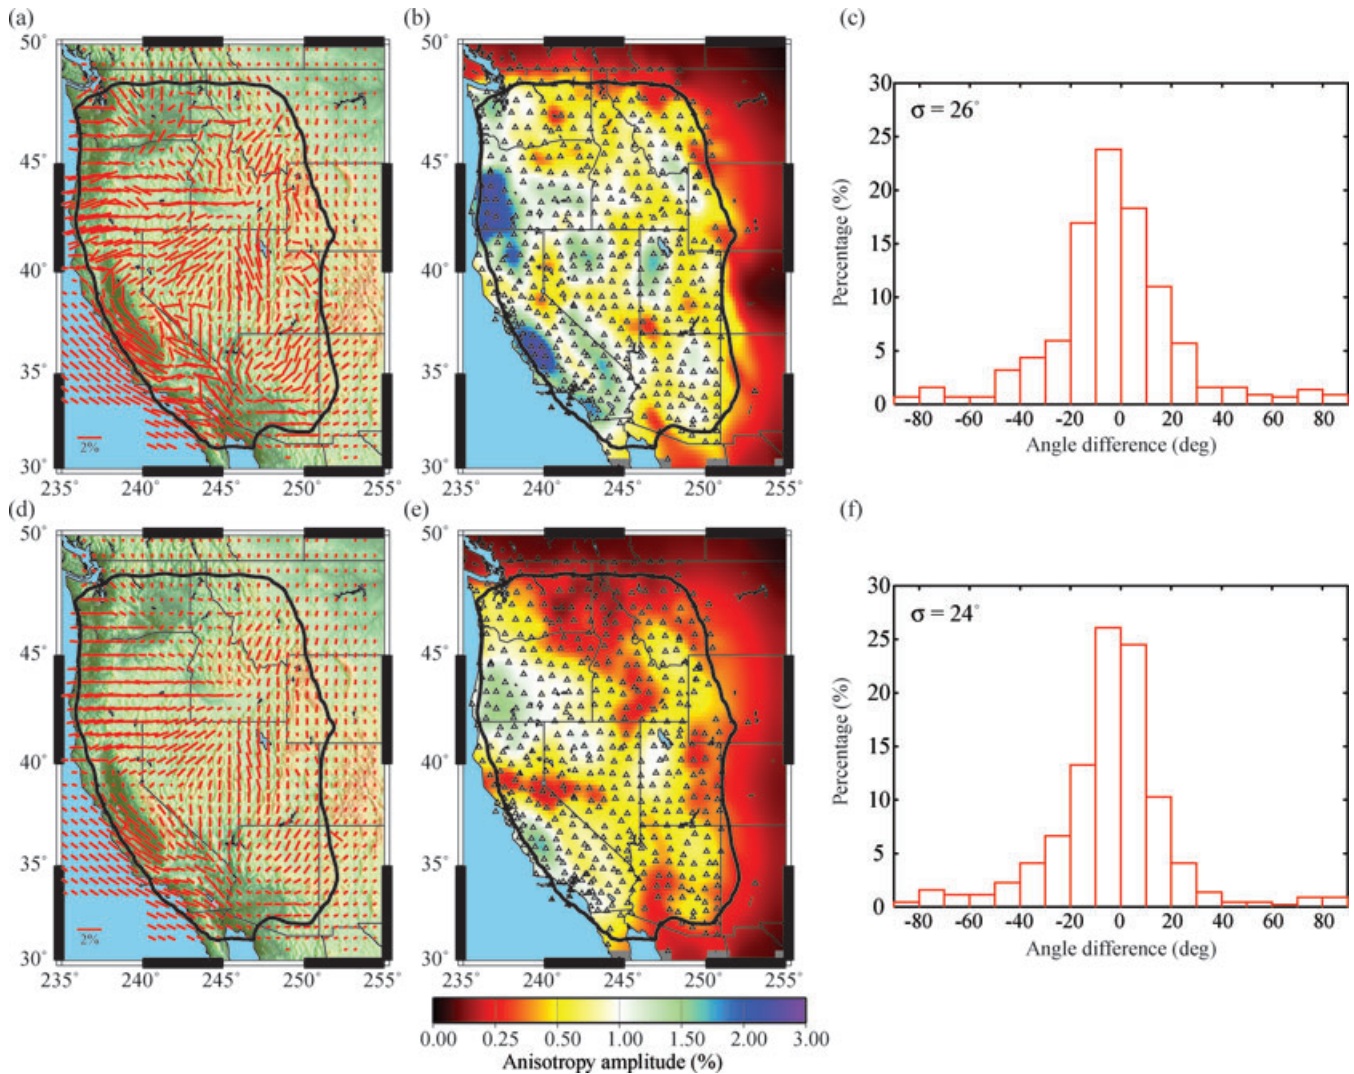 (a)
(b)
(c)
50°
45°
40°
35°
30°
2%
235° 240° 245° 250° 255°
50°
45°
40°
35°
30°
235° 240° 245° 250° 255°
σ = 26°
30
25
20
15
10
5
0
Percentage (%)
-80 -60 -40 -20 0 20 40 60 80
Angle difference (deg)
(d)
(e)
(f)
50°
45°
40°
35°
30°
2%
235° 240° 245° 250° 255°
50°
45°
40°
35°
30°
235° 240° 245° 250° 255°
σ = 24°
30
25
20
15
10
5
0
Percentage (%)
-80 -60 -40 -20 0 20 40 60 80
Angle difference (deg)
0.00 0.25 0.50 1.00 1.50 2.00 3.00
Anisotropy amplitude (%)